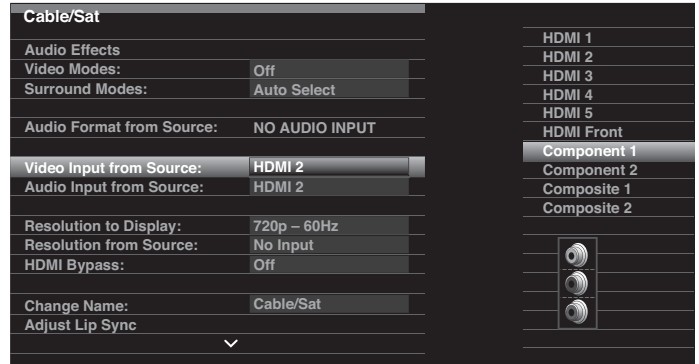 Cable/Sat
Audio Effects
Video Modes: Off
Surround Modes: Auto Select
Audio Format from Source: NO AUDIO INPUT
Video Input from Source: HDMI 2
Audio Input from Source: HDMI 2
Resolution to Display: 720p – 60Hz
Resolution from Source: No Input
HDMI Bypass: Off
Change Name: Cable/Sat
Adjust Lip Sync
HDMI 1
HDMI 2
HDMI 3
HDMI 4
HDMI 5
HDMI Front
Component 1
Component 2
Composite 1
Composite 2